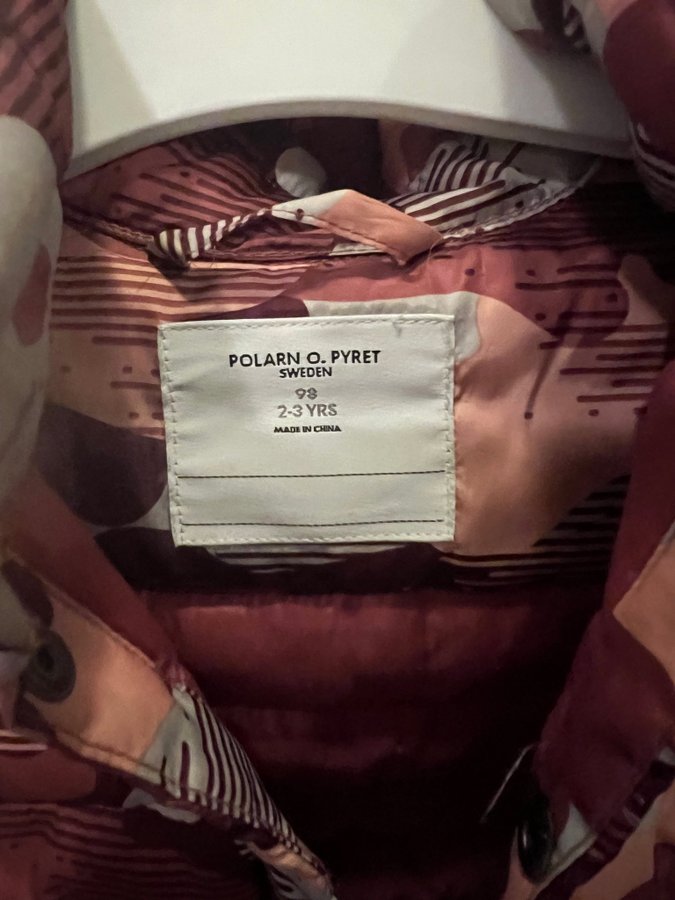 POLARN O. PYRET
SWEDEN
98
2-3 YRS
MADE IN CHINA